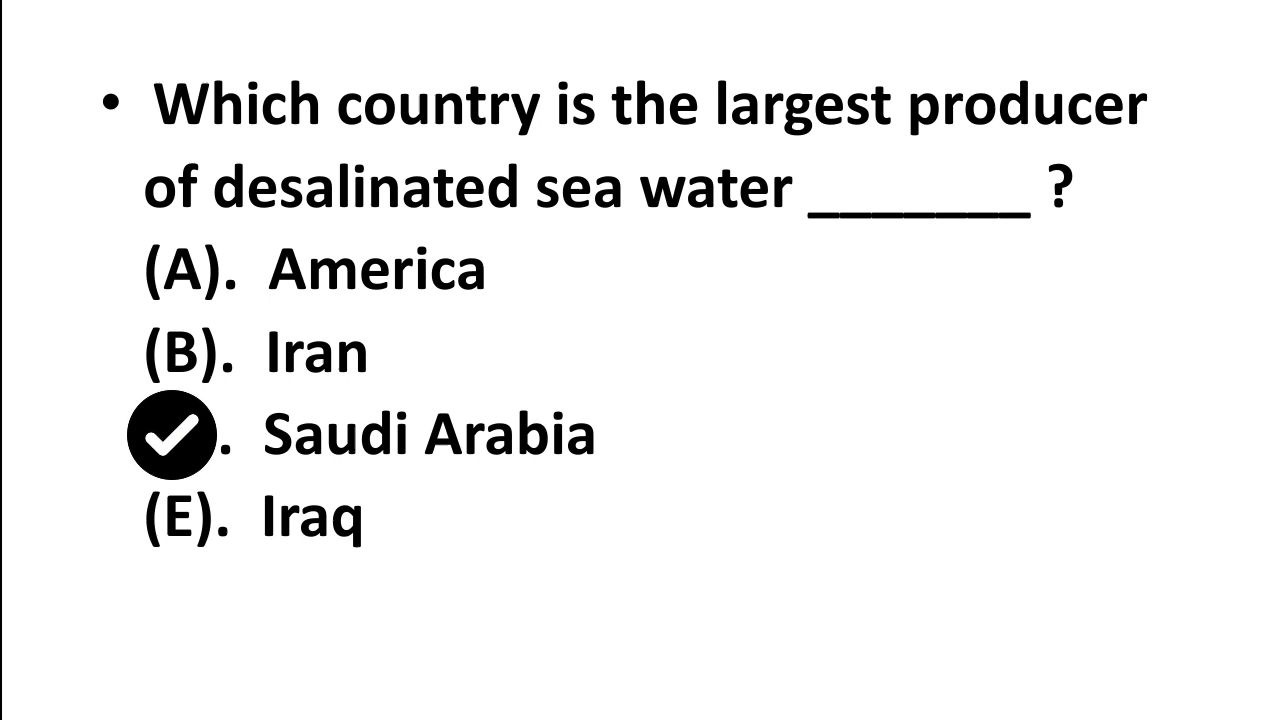 • Which country is the largest producer
of desalinated sea water _______ ?
(A). America
(B). Iran
. Saudi Arabia
(E). Iraq